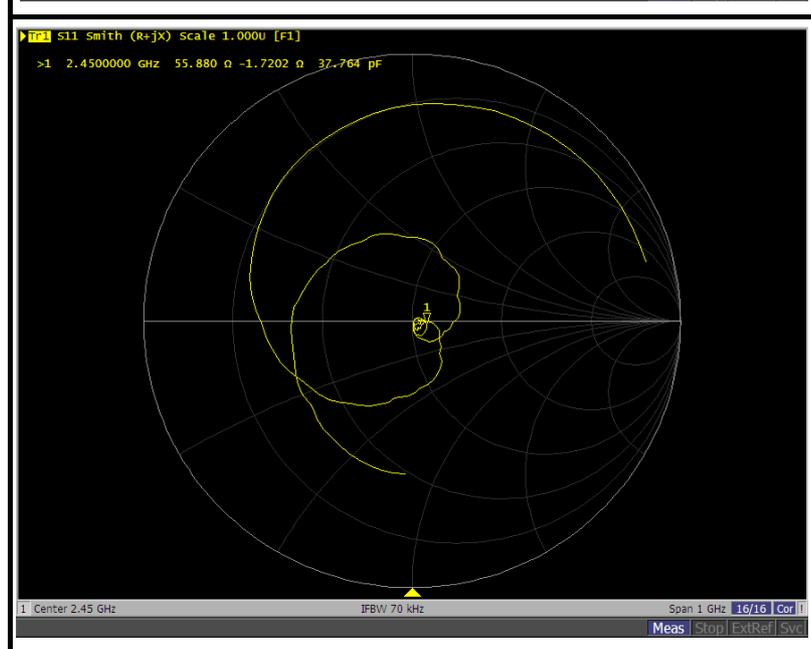 Tr1 S11 Smith (R+jX) Scale 1.000U [F1]
>1 2.4500000 GHz 55.880 Ω -1.7202 Ω 37.764 pF
1
1 Center 2.45 GHz IFBW 70 kHz Span 1 GHz 16/16 Cor !
Meas Stop ExtRef Svc